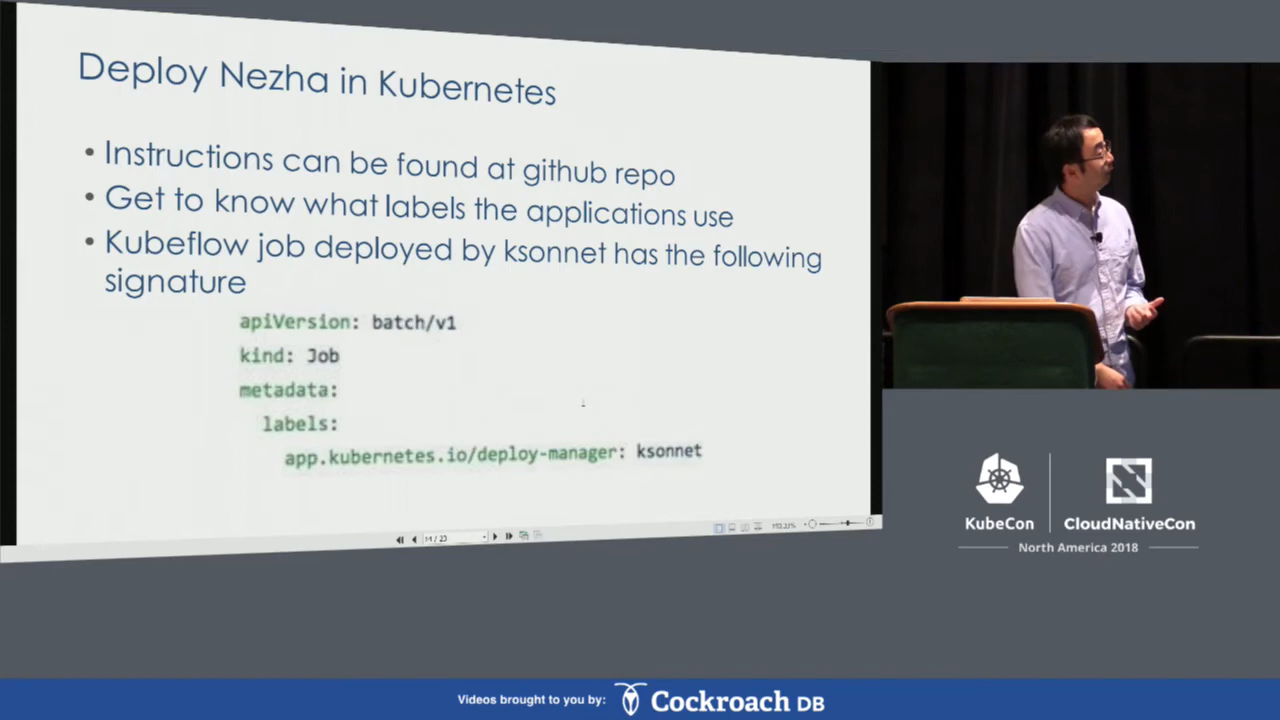 Deploy Nezha in Kubernetes
• Instructions can be found at github repo
• Get to know what labels the applications use
• Kubeflow job deployed by ksonnet has the following
signature
apiVersion: batch/v1
kind: Job
metadata:
labels:
app.kubernetes.io/deploy-manager: ksonnet
14 / 23
KubeCon
CloudNativeCon
North America 2018
Videos brought to you by:
Cockroach DB